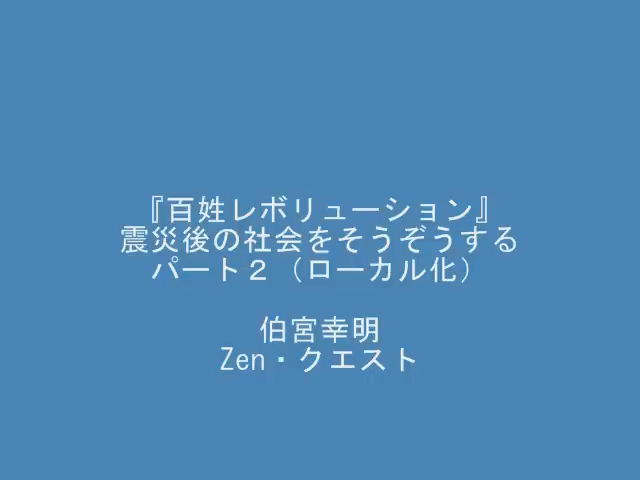 『百姓レボリューション』
震災後の社会をそうぞうする
パート２（ローカル化）
伯宮幸明
Zen・クエスト